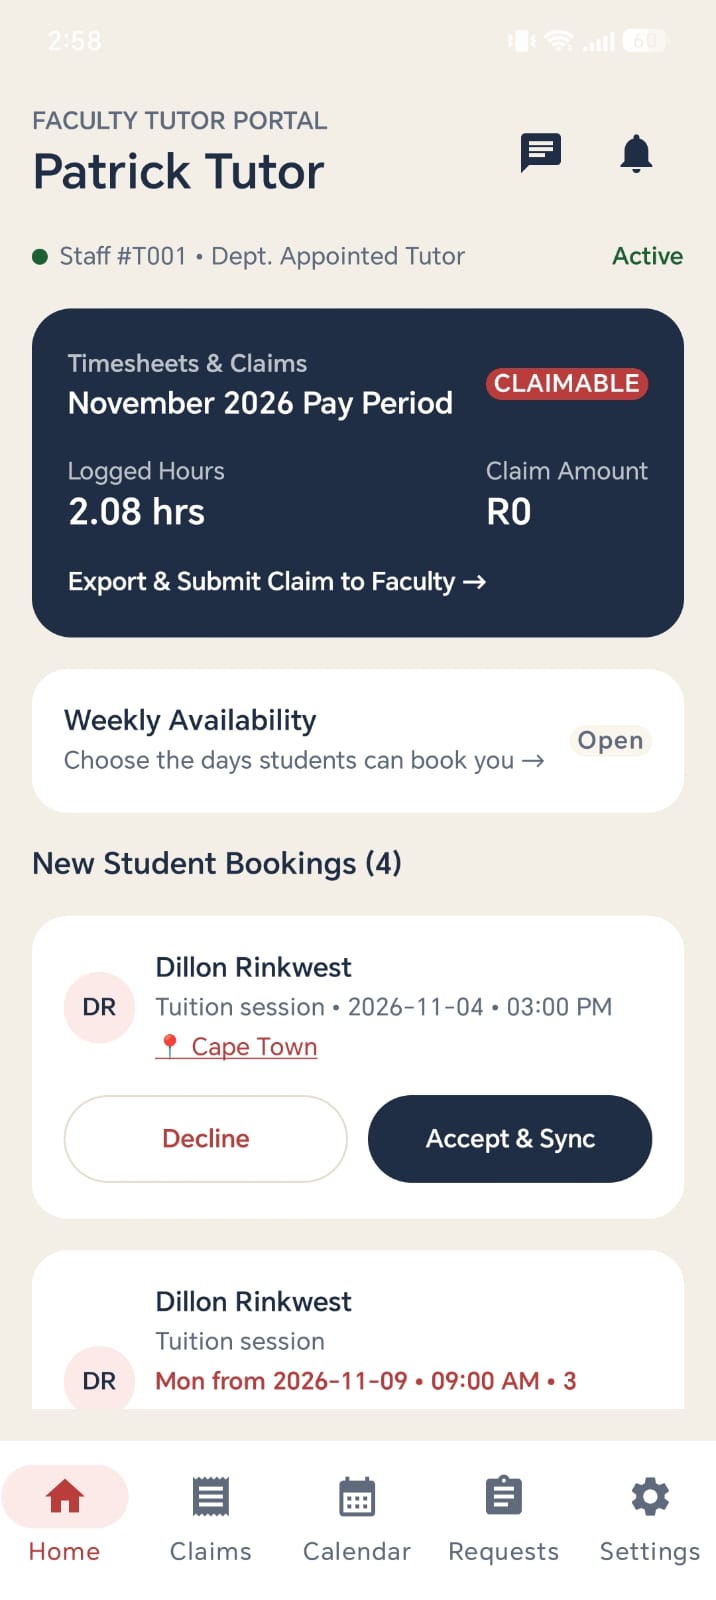 2:58
60
FACULTY TUTOR PORTAL
Patrick Tutor
Staff #T001 • Dept. Appointed Tutor
Active
Timesheets & Claims
November 2026 Pay Period
CLAIMABLE
Logged Hours
2.08 hrs
Claim Amount
R0
Export & Submit Claim to Faculty →
Weekly Availability
Choose the days students can book you →
Open
New Student Bookings (4)
DR
Dillon Rinkwest
Tuition session • 2026-11-04 • 03:00 PM
📍 Cape Town
Decline
Accept & Sync
DR
Dillon Rinkwest
Tuition session
Mon from 2026-11-09 • 09:00 AM • 3
Home
Claims
Calendar
Requests
Settings